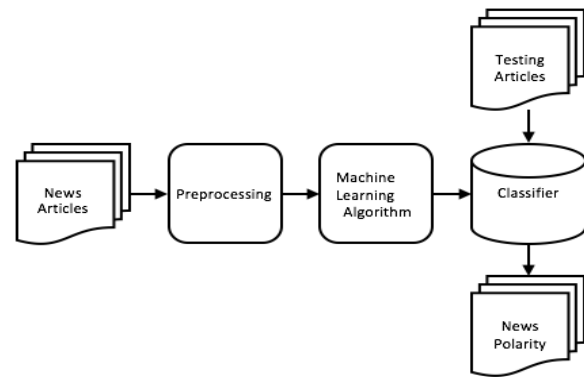 Testing
Articles
News
Articles
Preprocessing
Machine
Learning
Algorithm
Classifier
News
Polarity